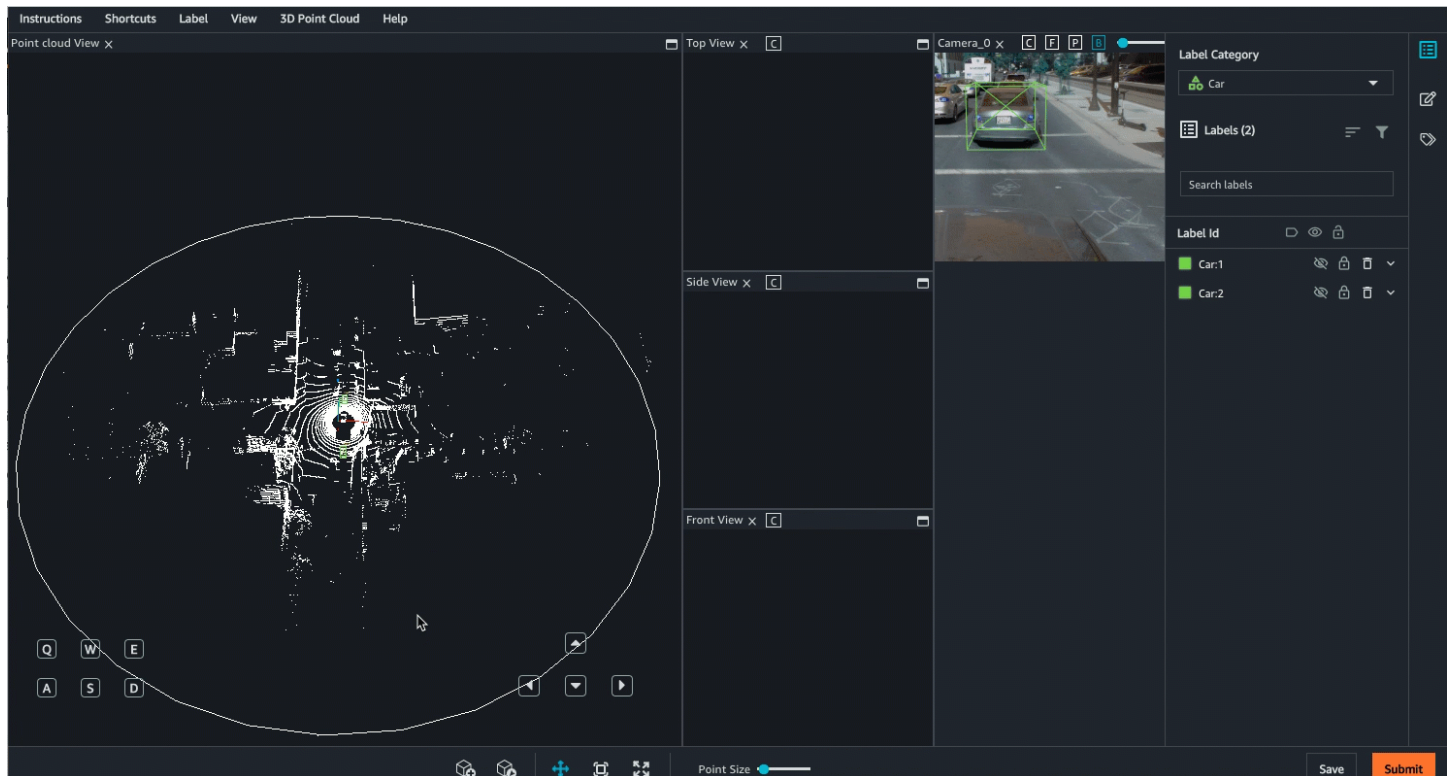 Instructions Shortcuts Label View 3D Point Cloud Help
Point cloud View x
Top View x C
Camera_0 x C F P B
Label Category
Car
Labels (2)
Search labels
Label Id
Car:1
Car:2
Side View x C
Front View x C
Q W E
A S D
Point Size
Save Submit